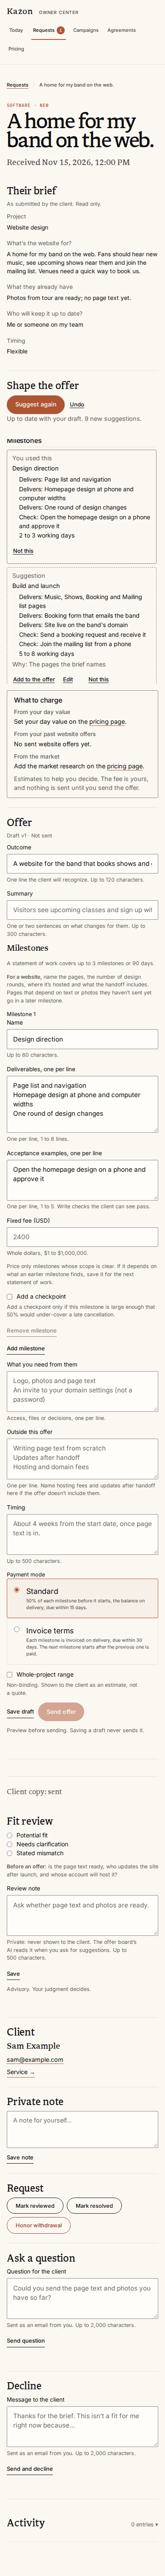 Kažon OWNER CENTER
Today Requests 1 Campaigns Agreements
Pricing
Requests A home for my band on the web.
SOFTWARE · NEW
A home for my
band on the web.
Received Nov 15, 2026, 12:00 PM
Their brief
As submitted by the client. Read only.
Project
Website design
What's the website for?
A home for my band on the web. Fans should hear new
music, see upcoming shows near them and join the
mailing list. Venues need a quick way to book us.
What they already have
Photos from tour are ready; no page text yet.
Who will keep it up to date?
Me or someone on my team
Timing
Flexible
Shape the offer
Suggest again Undo
Up to date with your draft. 9 new suggestions.
Milestones
You used this
Design direction
Delivers: Page list and navigation
Delivers: Homepage design at phone and
computer widths
Delivers: One round of design changes
Check: Open the homepage design on a phone
and approve it
2 to 3 working days
Not this
Suggestion
Build and launch
Delivers: Music, Shows, Booking and Mailing
list pages
Delivers: Booking form that emails the band
Delivers: Site live on the band's domain
Check: Send a booking request and receive it
Check: Join the mailing list from a phone
5 to 8 working days
Why: The pages the brief names
Add to the offer Edit Not this
What to charge
From your day value
Set your day value on the pricing page.
From your past website offers
No sent website offers yet.
From the market
Add the market research on the pricing page.
Estimates to help you decide. The fee is yours,
and nothing is sent until you send the offer.
Offer
Draft v1 · Not sent
Outcome
A website for the band that books shows and
One line the client will recognize. Up to 120 characters.
Summary
Visitors see upcoming classes and sign up wit
One or two sentences on what changes for them. Up to
300 characters.
Milestones
A statement of work covers up to 3 milestones or 90 days.
For a website, name the pages, the number of design
rounds, where it's hosted and what the handoff includes.
Pages that depend on text or photos they haven't sent yet
go in a later milestone.
Milestone 1
Name
Design direction
Up to 80 characters.
Deliverables, one per line
Page list and navigation
Homepage design at phone and computer
widths
One round of design changes
One per line, 1 to 8 lines.
Acceptance examples, one per line
Open the homepage design on a phone and
approve it
One per line, 1 to 5. Write checks the client can see pass.
Fixed fee (USD)
2400
Whole dollars, $1 to $1,000,000.
Price only milestones whose scope is clear. If it depends on
what an earlier milestone finds, save it for the next
statement of work.
Add a checkpoint
Add a checkpoint only if this milestone is large enough that
50% would under-cover a late cancellation.
Remove milestone
Add milestone
What you need from them
Logo, photos and page text
An invite to your domain settings (not a
password)
Access, files or decisions, one per line.
Outside this offer
Writing page text from scratch
Updates after handoff
Hosting and domain fees
One per line. Name hosting fees and updates after handoff
here if the offer doesn't include them.
Timing
About 4 weeks from the start date, once page
text is in.
Up to 500 characters.
Payment mode
Standard
50% of each milestone before it starts, the balance on
delivery, due within 15 days.
Invoice terms
Each milestone is invoiced on delivery, due within 30
days. The next milestone starts after the previous one is
paid.
Whole-project range
Non-binding. Shown to the client as an estimate, not
a quote.
Save draft Send offer
Preview before sending. Saving a draft never sends it.
Client copy: sent
Fit review
Potential fit
Needs clarification
Stated mismatch
Before an offer: is the page text ready, who updates the site
after launch, and whose account will host it?
Review note
Ask whether page text and photos are ready.
Private: never shown to the client. The offer board's
AI reads it when you ask for suggestions. Up to
500 characters.
Save
Advisory. Your judgment decides.
Client
Sam Example
sam@example.com
Service →
Private note
A note for yourself…
Save note
Request
Mark reviewed Mark resolved
Honor withdrawal
Ask a question
Question for the client
Could you send the page text and photos you
have so far?
Sent as an email from you. Up to 2,000 characters.
Send question
Decline
Message to the client
Thanks for the brief. This isn't a fit for me
right now because…
Sent as an email from you. Up to 2,000 characters.
Send and decline
Activity 0 entries ▾